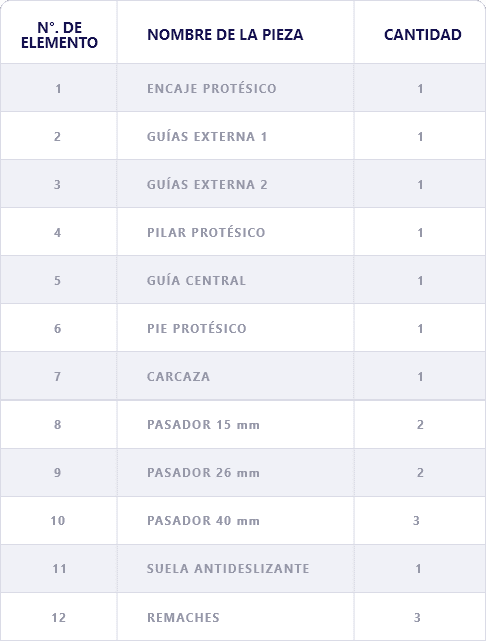 N°. DE ELEMENTO NOMBRE DE LA PIEZA CANTIDAD
1 ENCAJE PROTÉSICO 1
2 GUÍAS EXTERNA 1 1
3 GUÍAS EXTERNA 2 1
4 PILAR PROTÉSICO 1
5 GUÍA CENTRAL 1
6 PIE PROTÉSICO 1
7 CARCAZA 1
8 PASADOR 15 mm 2
9 PASADOR 26 mm 2
10 PASADOR 40 mm 3
11 SUELA ANTIDESLIZANTE 1
12 REMACHES 3